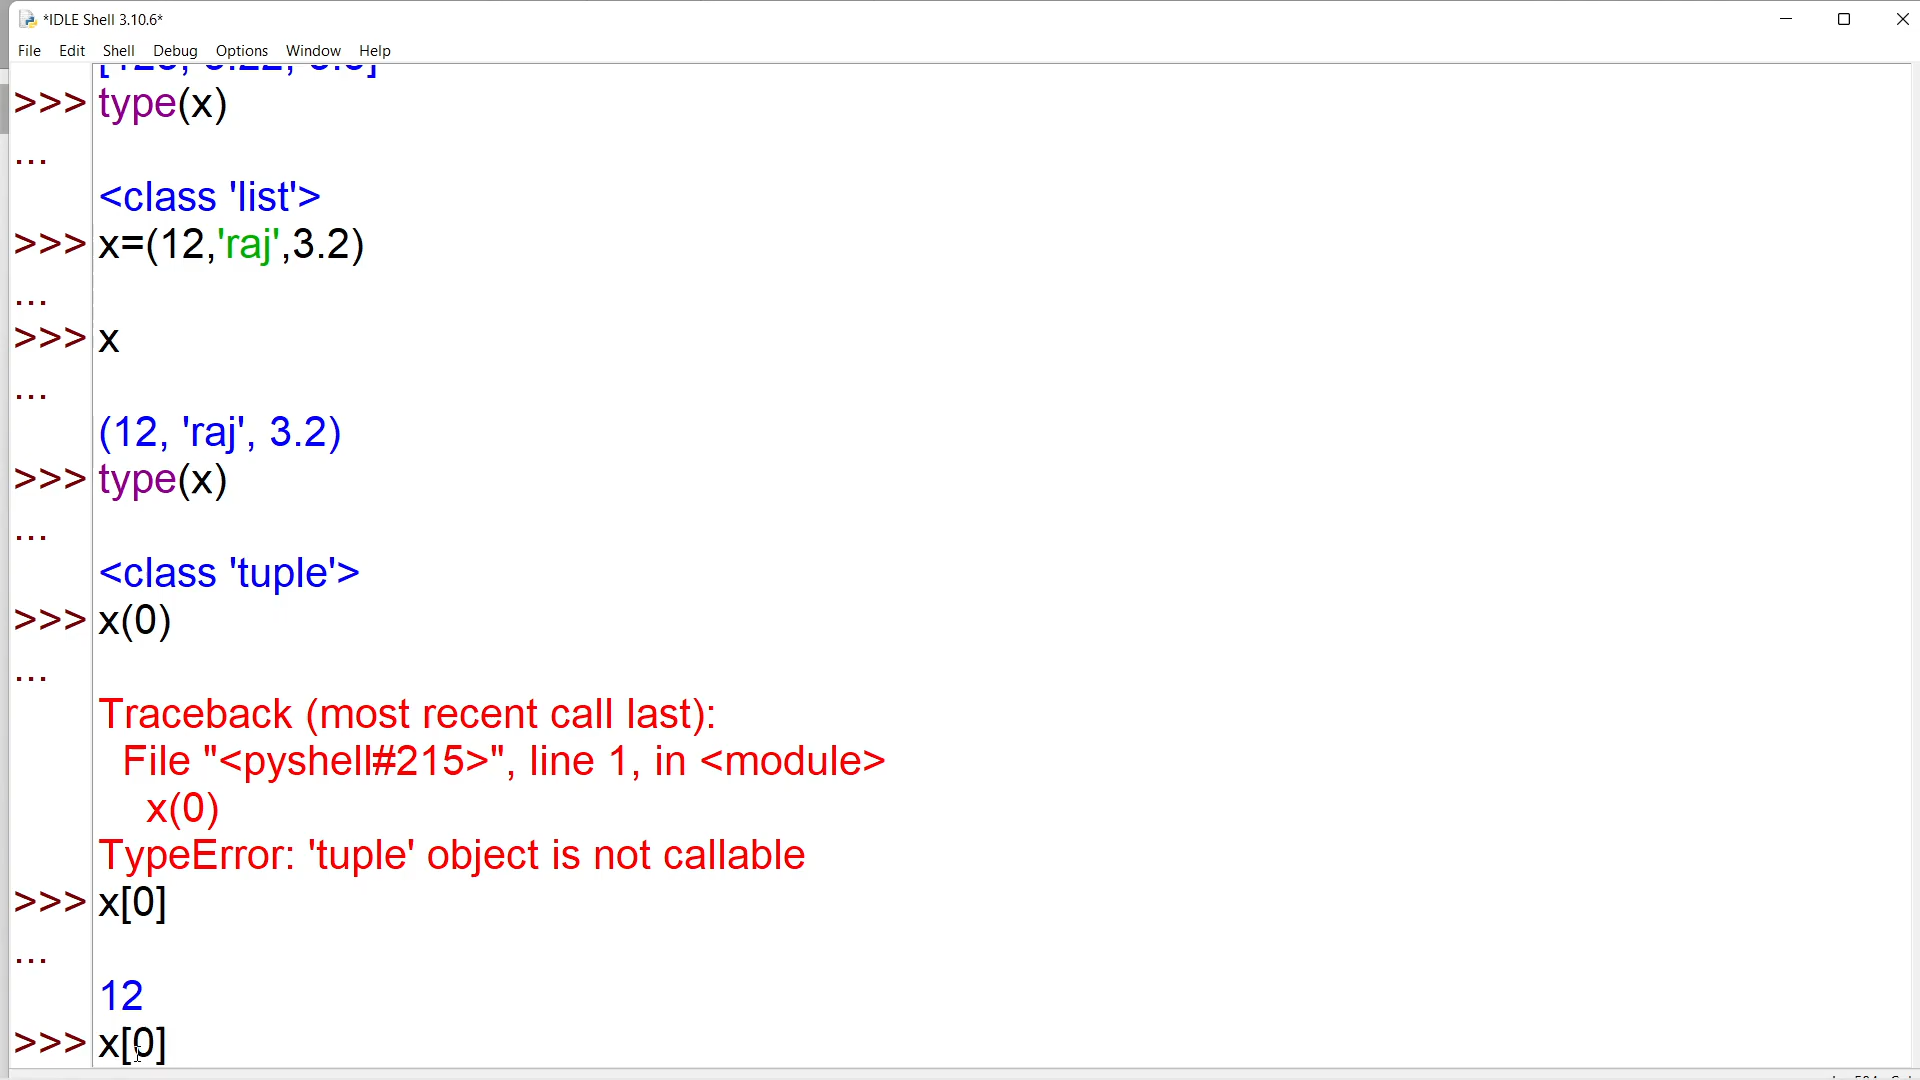 *IDLE Shell 3.10.6*
File Edit Shell Debug Options Window Help
>>> type(x)
...
<class 'list'>
>>> x=(12,'raj',3.2)
...
>>> x
...
(12, 'raj', 3.2)
>>> type(x)
...
<class 'tuple'>
>>> x(0)
...
Traceback (most recent call last):
File "<pyshell#215>", line 1, in <module>
x(0)
TypeError: 'tuple' object is not callable
>>> x[0]
...
12
>>> x[0]